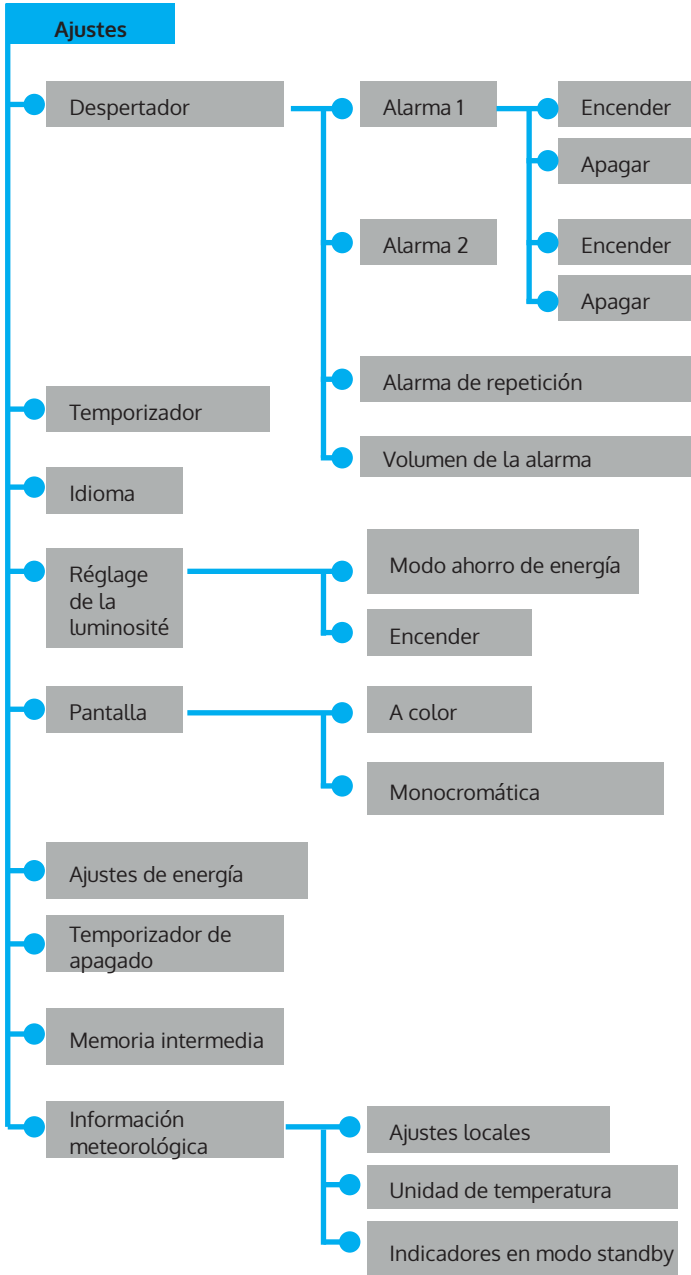 Ajustes
Despertador
Alarma 1
Encender
Apagar
Alarma 2
Encender
Apagar
Alarma de repetición
Temporizador
Volumen de la alarma
Idioma
Réglage
de la
luminosité
Modo ahorro de energía
Encender
Pantalla
A color
Monocromática
Ajustes de energía
Temporizador de
apagado
Memoria intermedia
Información
meteorológica
Ajustes locales
Unidad de temperatura
Indicadores en modo standby